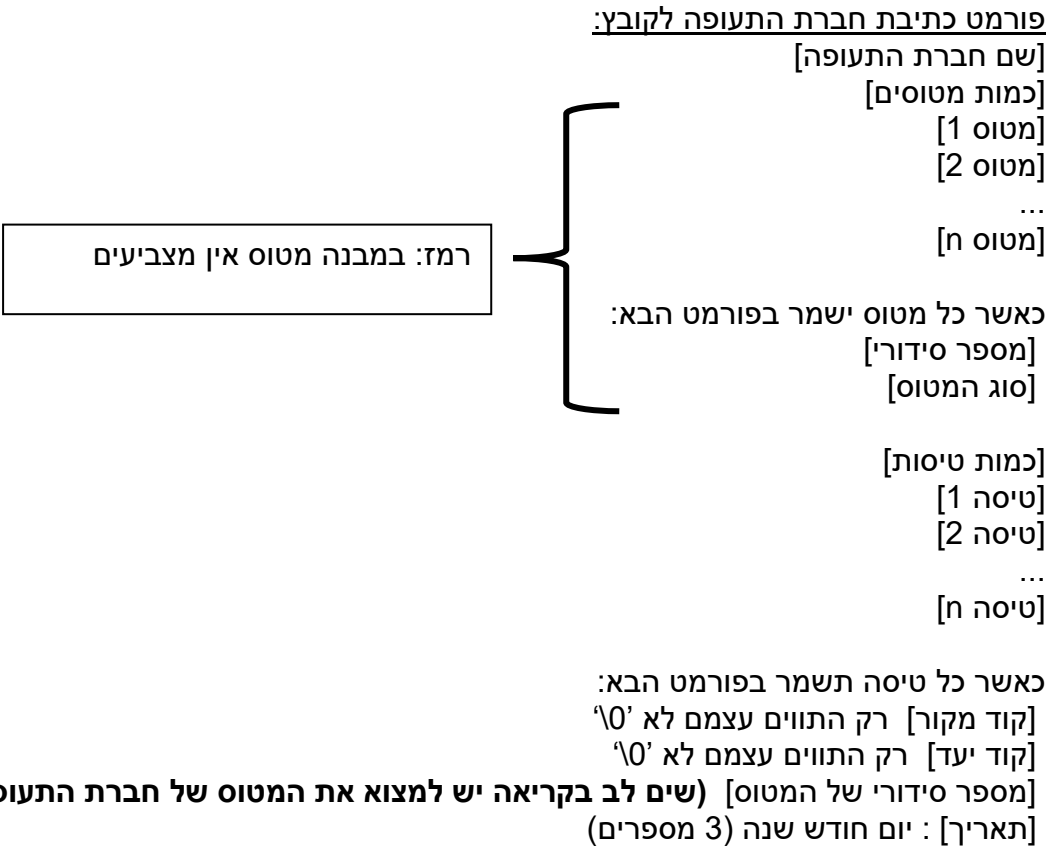 פורמט כתיבת חברת התעופה לקובץ:
[שם חברת התעופה]
[כמות מטוסים]
[מטוס 1]
[מטוס 2]
...
[מטוס n]
רמז: במבנה מטוס אין מצביעים
כאשר כל מטוס ישמר בפורמט הבא:
[מספר סידורי]
[סוג המטוס]
[כמות טיסות]
[טיסה 1]
[טיסה 2]
...
[טיסה n]
כאשר כל טיסה תשמר בפורמט הבא:
[קוד מקור] רק התווים עצמם לא '0\'
[קוד יעד] רק התווים עצמם לא '0\'
[מספר סידורי של המטוס] (שים לב בקריאה יש למצוא את המטוס של חברת
[תאריך] : יום חודש שנה (3 מספרים)